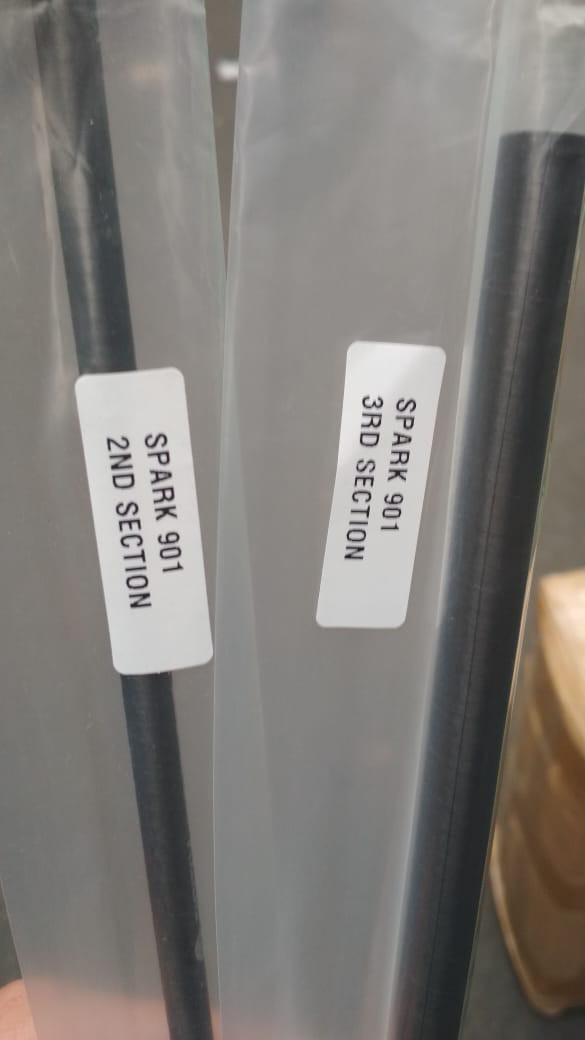 SPARK 901
2ND SECTION
SPARK 901
3RD SECTION